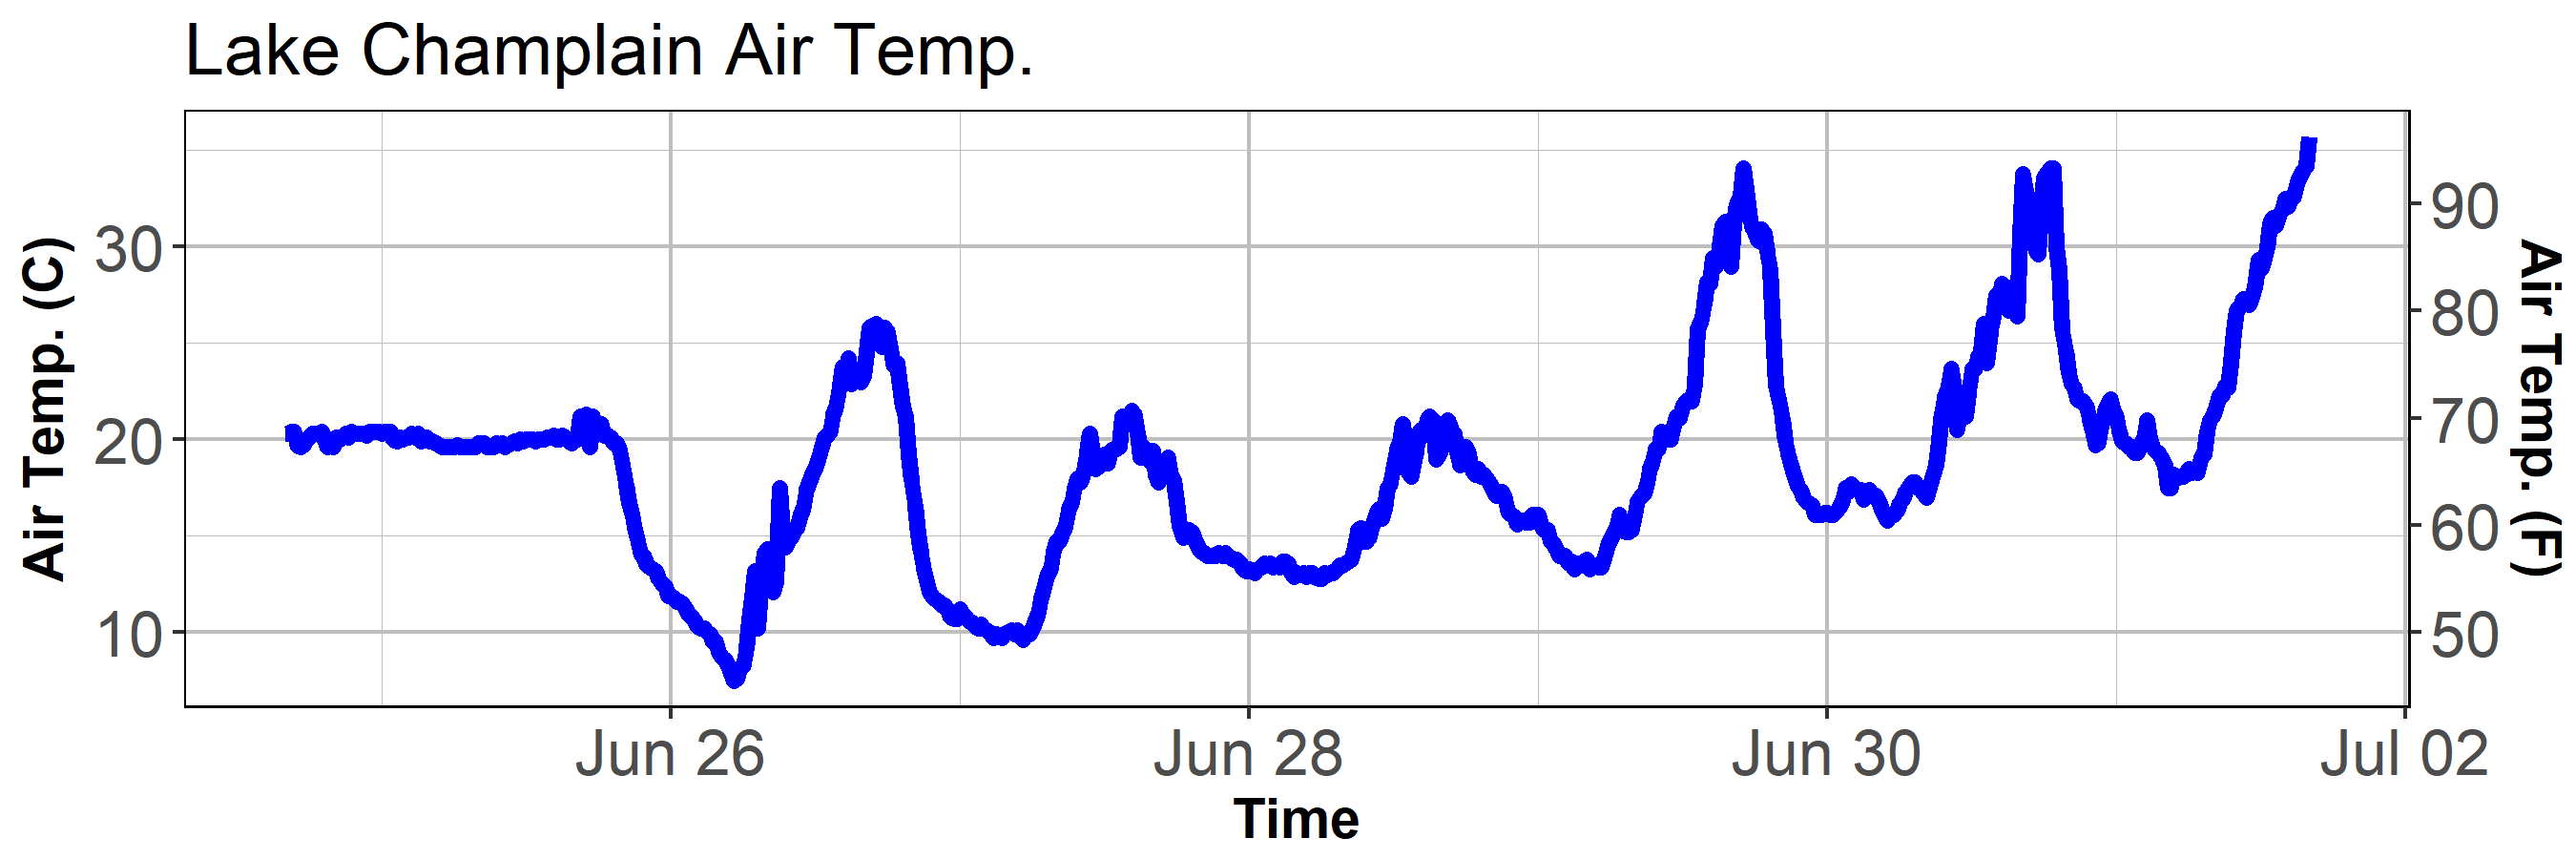 Lake Champlain Air Temp.
Air Temp. (C)
30
20
10
90
80
70
60
50
Air Temp. (F)
Jun 26
Jun 28
Jun 30
Jul 02
Time